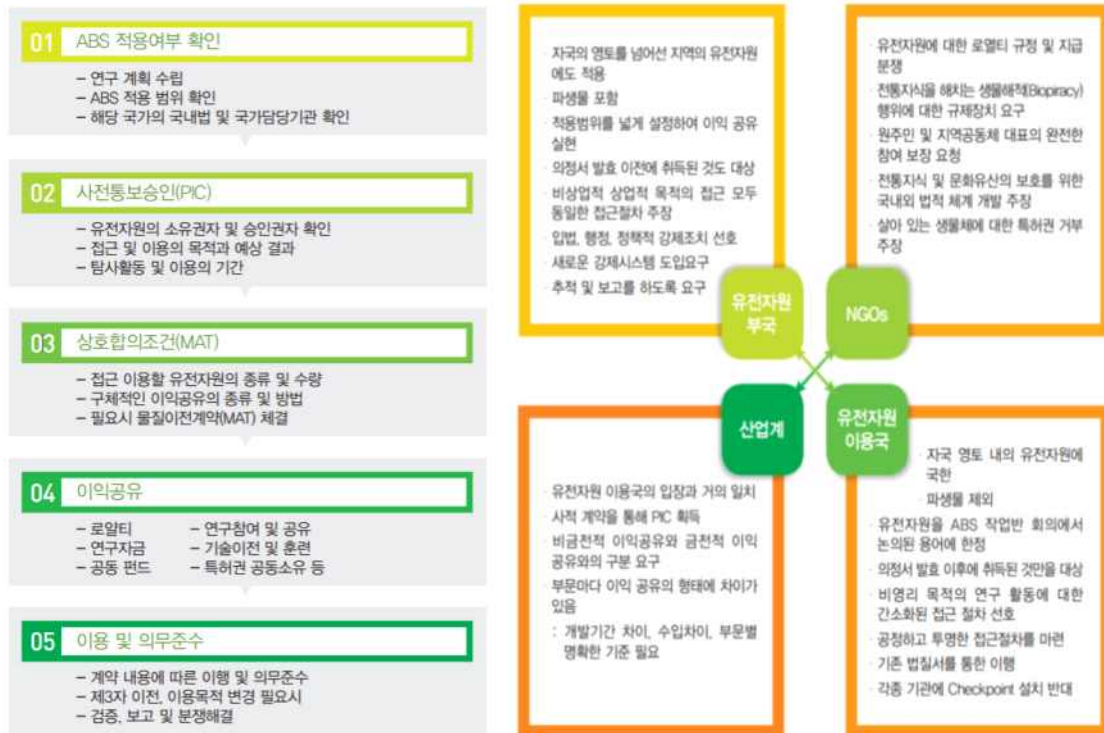 01 ABS 적용여부 확인
– 연구 계획 수립
– ABS 적용 범위 확인
– 해당 국가의 국내법 및 국가담당기관 확인
02 사전통보승인(PIC)
– 유전자원의 소유권자 및 승인권자 확인
– 접근 및 이용의 목적과 예상 결과
– 탐사활동 및 이용의 기간
03 상호합의조건(MAT)
– 접근 이용할 유전자원의 종류 및 수량
– 구체적인 이익공유의 종류 및 방법
– 필요시 물질이전계약(MAT) 체결
04 이익공유
– 로얄티 – 연구참여 및 공유
– 연구자금 – 기술이전 및 훈련
– 공동 펀드 – 특허권 공동소유 등
05 이용 및 의무준수
– 계약 내용에 따른 이행 및 의무준수
– 제3자 이전, 이용목적 변경 필요시
– 검증, 보고 및 분쟁해결
· 자국의 영토를 넘어선 지역의 유전자원
에도 적용
· 파생물 포함
· 적용범위를 넓게 설정하여 이익 공유
실현
· 의정서 발효 이전에 취득된 것도 대상
· 비상업적 상업적 목적의 접근 모두
동일한 접근절차 주장
· 입법, 행정, 정책적 강제조치 선호
· 새로운 강제시스템 도입요구
· 추적 및 보고를 하도록 요구
유전자원
부국
· 유전자원에 대한 로열티 규정 및 지급
분쟁
· 전통지식을 해치는 생물해적(Biopiracy)
행위에 대한 규제장치 요구
· 원주민 및 지역공동체 대표의 완전한
참여 보장 요청
· 전통지식 및 문화유산의 보호를 위한
국내외 법적 체계 개발 주장
· 살아 있는 생물체에 대한 특허권 거부
주장
NGOs
산업계
· 유전자원 이용국의 입장과 거의 일치
· 사적 계약을 통해 PIC 획득
· 비금전적 이익공유와 금전적 이익
공유와의 구분 요구
· 부문마다 이익 공유의 형태에 차이가
있음
: 개발기간 차이, 수입차이, 부문별
명확한 기준 필요
유전자원
이용국
· 자국 영토 내의 유전자원에
국한
· 파생물 제외
· 유전자원을 ABS 작업반 회의에서
논의된 용어에 한정
· 의정서 발효 이후에 취득된 것만을 대상
· 비영리 목적의 연구 활동에 대한
간소화된 접근 절차 선호
· 공정하고 투명한 접근절차를 마련
· 기존 법질서를 통한 이행
· 각종 기관에 Checkpoint 설치 반대